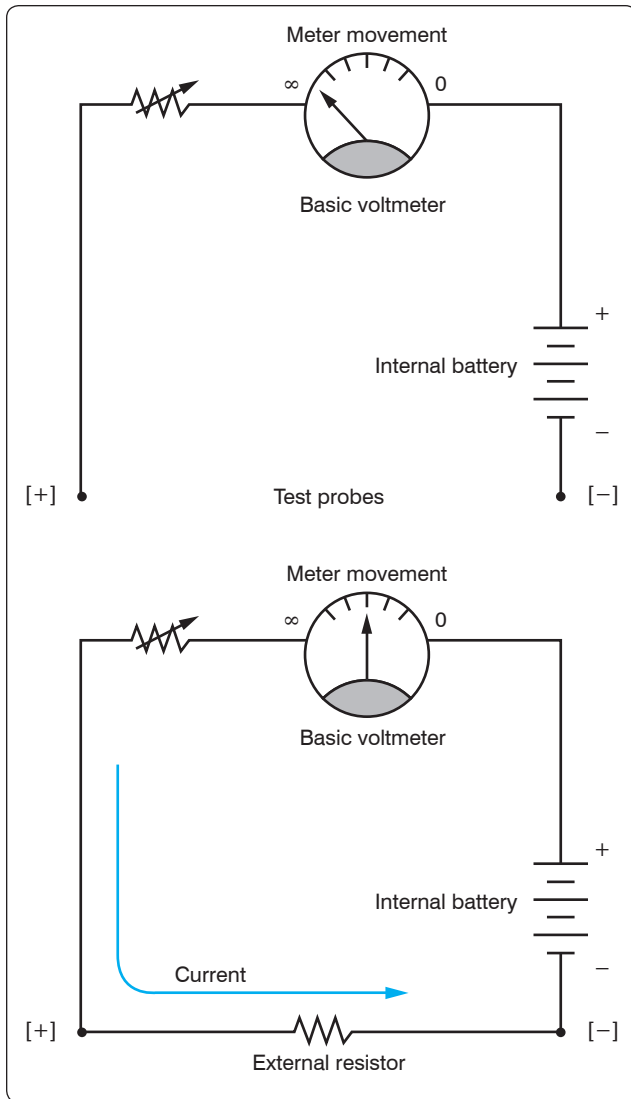 Meter movement
∞ 0
Basic voltmeter
+
Internal battery
−
[+] Test probes [−]
Meter movement
∞ 0
Basic voltmeter
+
Internal battery
−
Current
[+] [−]
External resistor